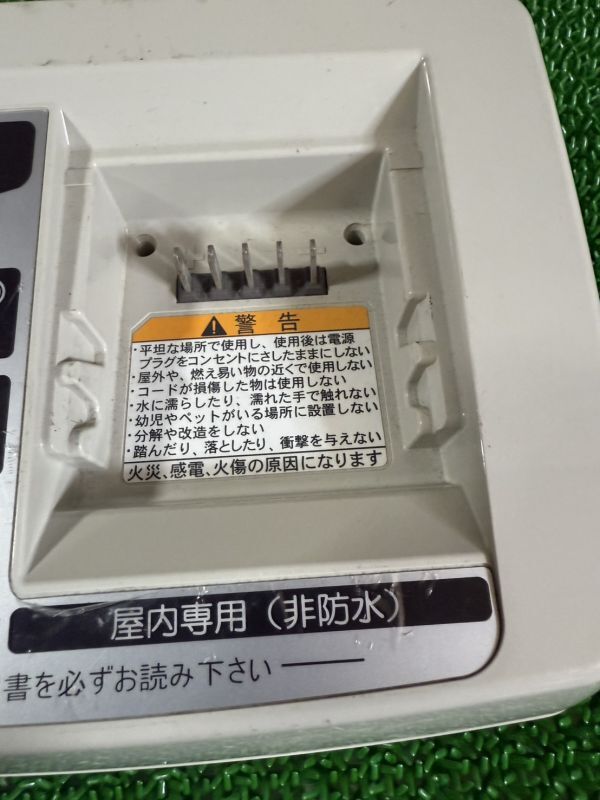 ⚠警告
・平坦な場所で使用し、使用後は電源
プラグをコンセントにさしたままにしない
・屋外や、燃え易い物の近くで使用しない
・コードが損傷した物は使用しない
・水に濡らしたり、濡れた手で触れない
・幼児やペットがいる場所に設置しない
・分解や改造をしない
・踏んだり、落としたり、衝撃を与えない
火災、感電、火傷の原因になります
屋内専用（非防水）
書を必ずお読み下さい